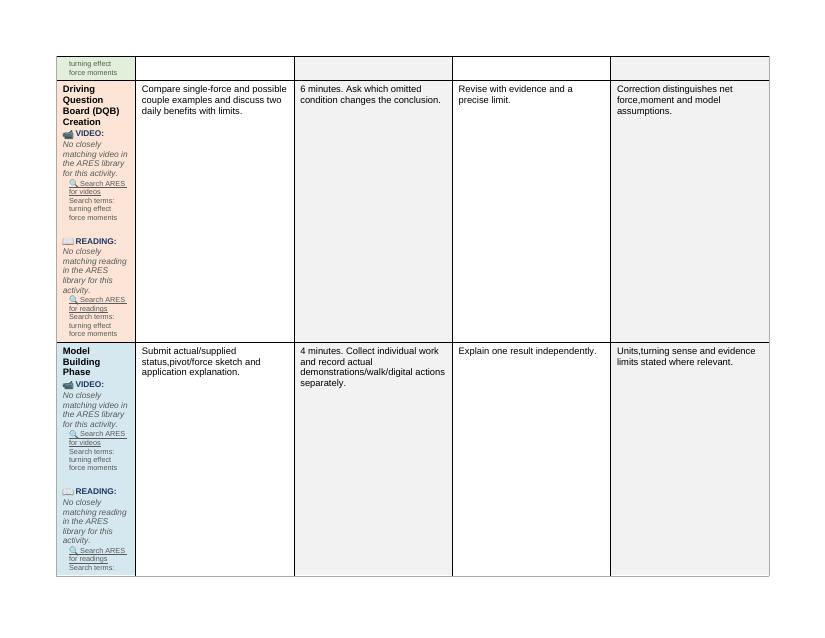 turning effect
force moments
Driving
Question
Board (DQB)
Creation
📹 VIDEO:
No closely
matching video in
the ARES library
for this activity.
🔍 Search ARES
for videos
Search terms:
turning effect
force moments
📖 READING:
No closely
matching reading
in the ARES
library for this
activity.
🔍 Search ARES
for readings
Search terms:
turning effect
force moments
Compare single-force and possible
couple examples and discuss two
daily benefits with limits.
6 minutes. Ask which omitted
condition changes the conclusion.
Revise with evidence and a
precise limit.
Correction distinguishes net
force,moment and model
assumptions.
Model
Building
Phase
📹 VIDEO:
No closely
matching video in
the ARES library
for this activity.
🔍 Search ARES
for videos
Search terms:
turning effect
force moments
📖 READING:
No closely
matching reading
in the ARES
library for this
activity.
🔍 Search ARES
for readings
Search terms:
Submit actual/supplied
status,pivot/force sketch and
application explanation.
4 minutes. Collect individual work
and record actual
demonstrations/walk/digital actions
separately.
Explain one result independently.
Units,turning sense and evidence
limits stated where relevant.